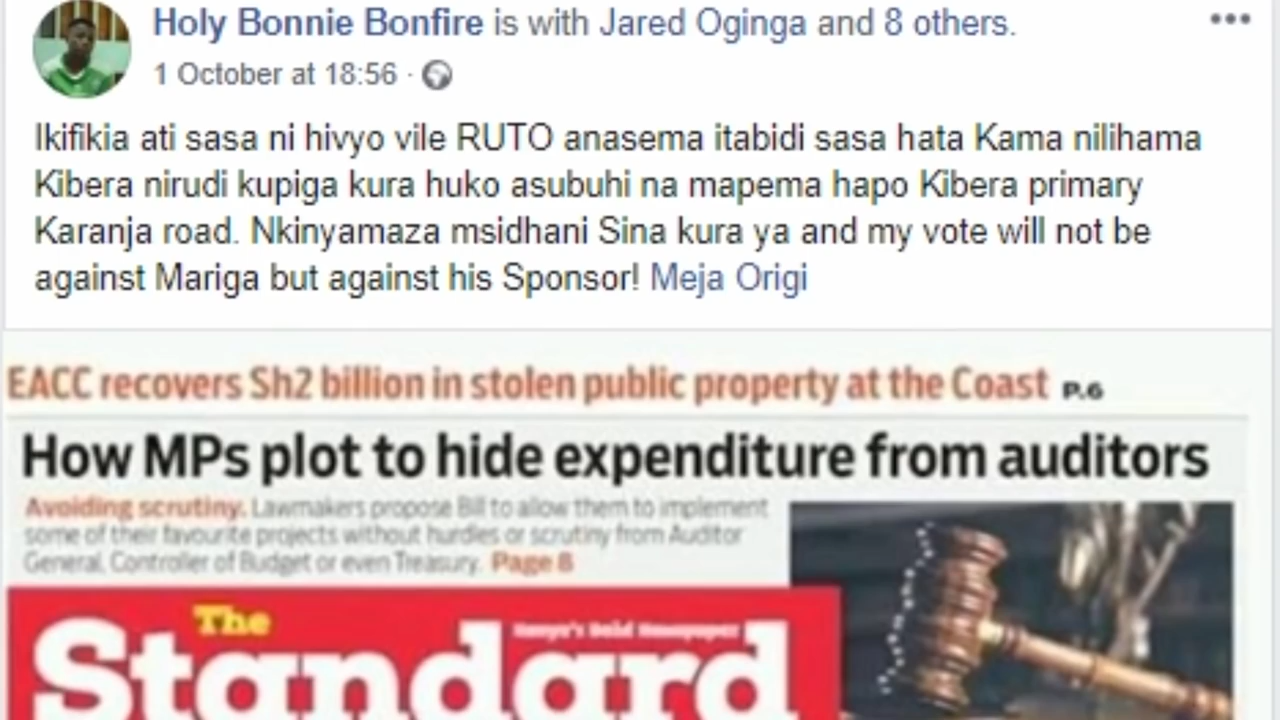 Holy Bonnie Bonfire is with Jared Oginga and 8 others.
1 October at 18:56 ·
Ikifikia ati sasa ni hivyo vile RUTO anasema itabidi sasa hata Kama nilihama
Kibera nirudi kupiga kura huko asubuhi na mapema hapo Kibera primary
Karanja road. Nkinyamaza msidhani Sina kura ya and my vote will not be
against Mariga but against his Sponsor! Meja Origi
EACC recovers Sh2 billion in stolen public property at the Coast P.6
How MPs plot to hide expenditure from auditors
Avoiding scrutiny. Lawmakers propose Bill to allow them to implement
some of their favourite projects without hurdles or scrutiny from Auditor
General, Controller of Budget or even Treasury. Page 8
The
Kenya's Bold Newspaper
Standard